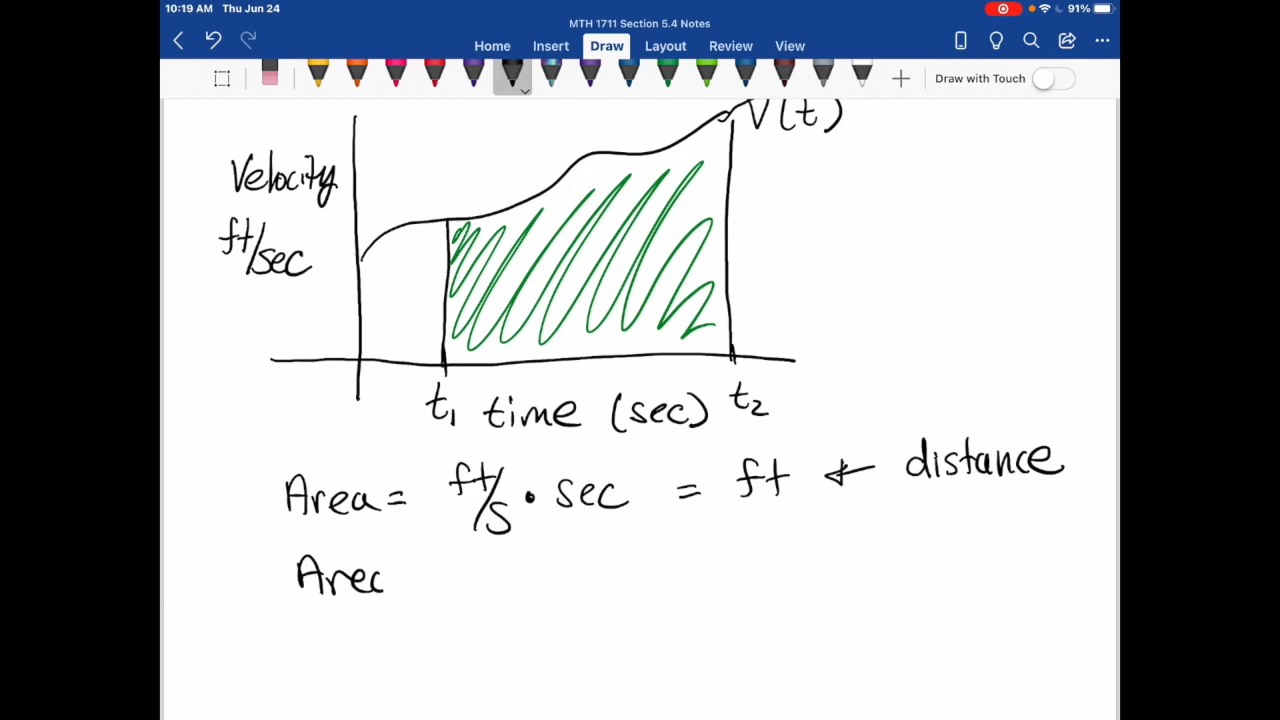 10:19 AM Thu Jun 24
91%
MTH 1711 Section 5.4 Notes
Home Insert Draw Layout Review View
Draw with Touch
V(t)
Velocity
ft/sec
t₁ time (sec) t₂
Area = ft/s • sec = ft ← distance
Area